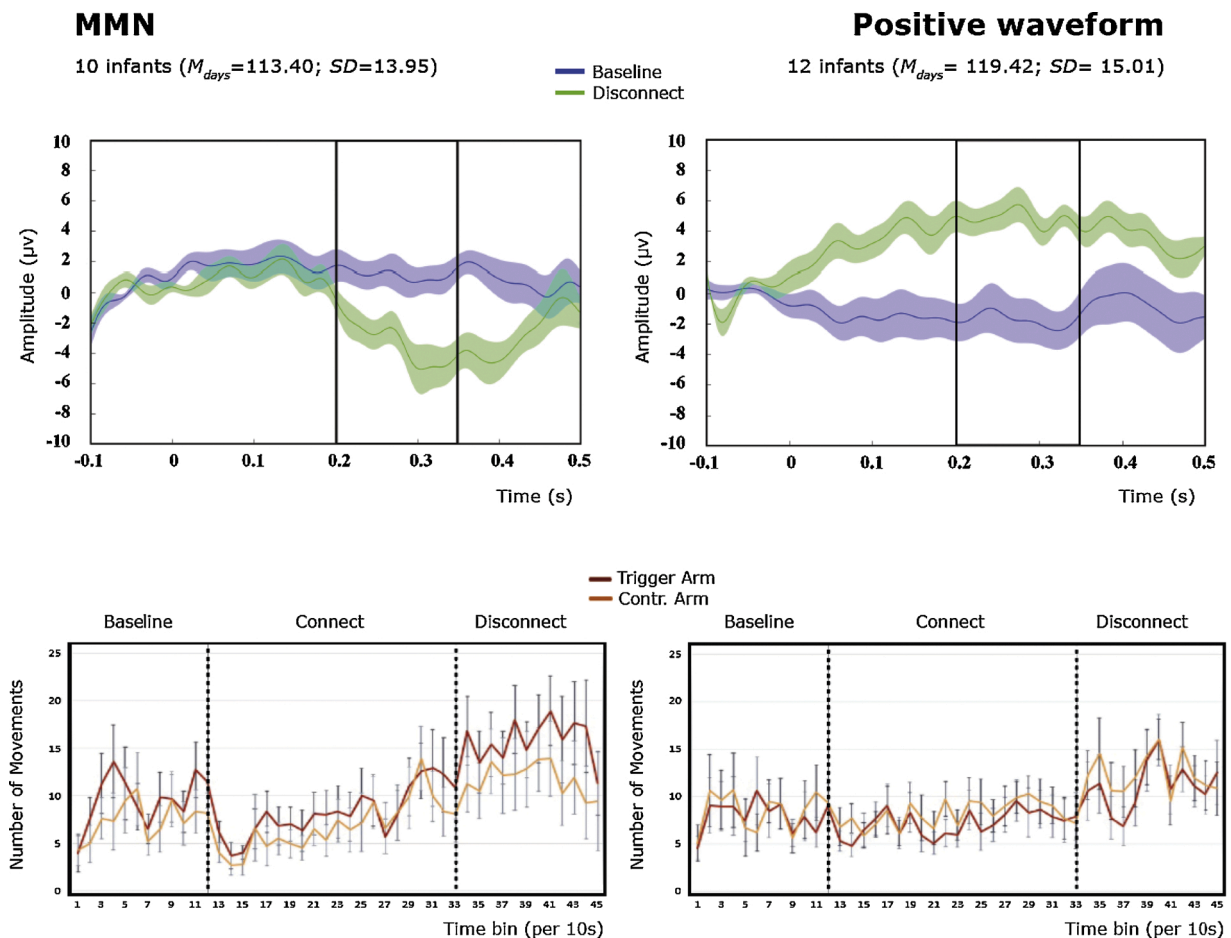 MMN
Positive waveform
10 infants (Mdays=113.40; SD=13.95)
12 infants (Mdays= 119.42; SD= 15.01)
Baseline
Disconnect
10
8
6
4
2
0
-2
-4
-6
-8
-10
Amplitude (μv)
-0.1 0 0.1 0.2 0.3 0.4 0.5
Time (s)
10
8
6
4
2
0
-2
-4
-6
-8
-10
Amplitude (μv)
-0.1 0 0.1 0.2 0.3 0.4 0.5
Time (s)
Trigger Arm
Contr. Arm
Baseline Connect Disconnect
25
20
15
10
5
0
Number of Movements
1 3 5 7 9 11 13 15 17 19 21 23 25 27 29 31 33 35 37 39 41 43 45
Time bin (per 10s)
Baseline Connect Disconnect
25
20
15
10
5
0
Number of Movements
1 3 5 7 9 11 13 15 17 19 21 23 25 27 29 31 33 35 37 39 41 43 45
Time bin (per 10s)